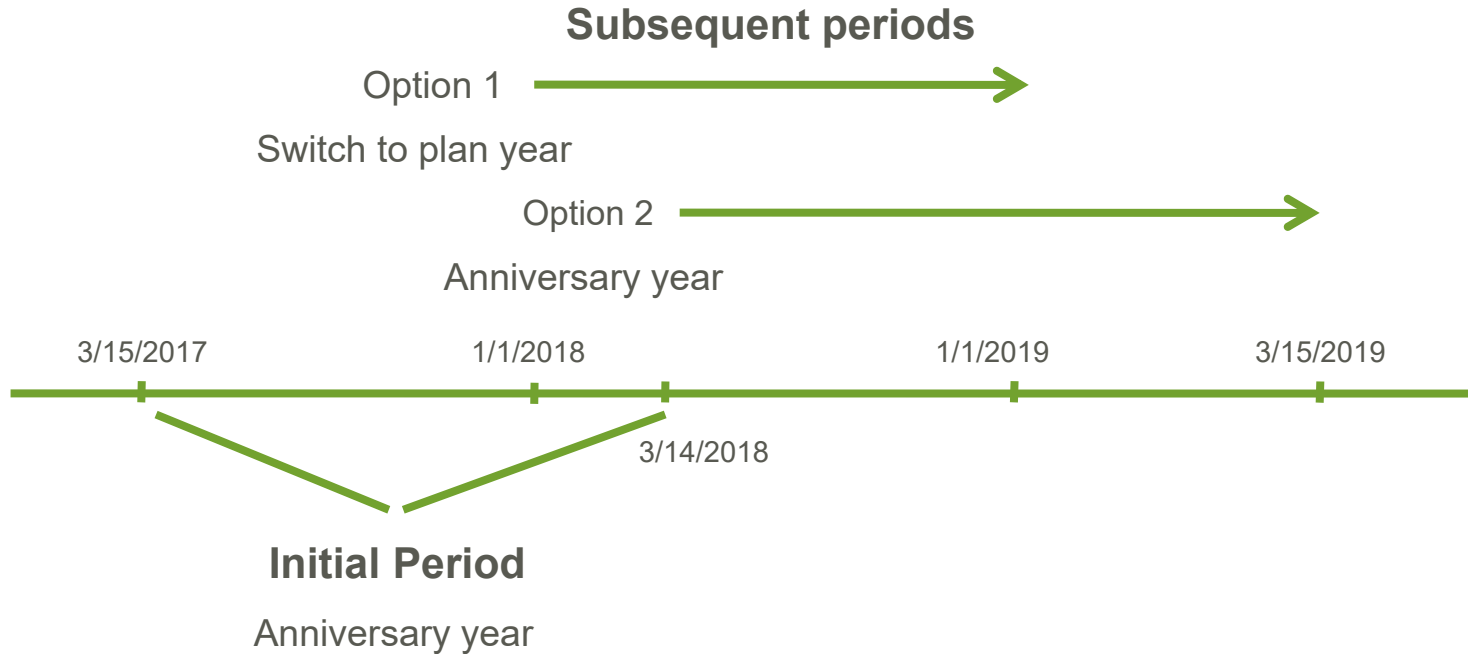 Subsequent periods
Option 1
Switch to plan year
Option 2
Anniversary year
3/15/2017
1/1/2018
1/1/2019
3/15/2019
3/14/2018
Initial Period
Anniversary year